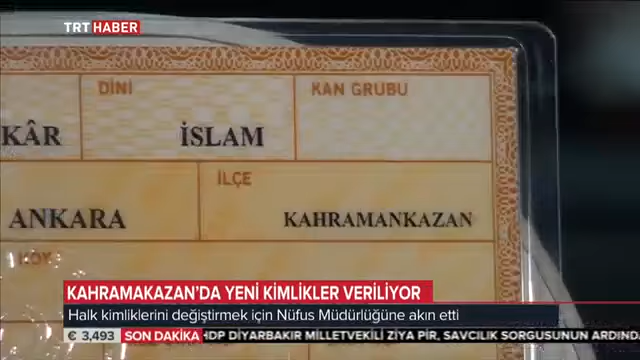 TRT HABER
DİNİ
KAN GRUBU
KÂR
İSLAM
İLÇE
ANKARA
KAHRAMANKAZAN
KÖY
KAHRAMAKAZAN'DA YENİ KİMLİKLER VERİLİYOR
Halk kimliklerini değiştirmek için Nüfus Müdürlüğüne akın etti
€ 3,493 SON DAKİKA HDP DİYARBAKIR MİLLETVEKİLİ ZİYA PİR, SAVCILIK SORGUSUNUN ARDIND